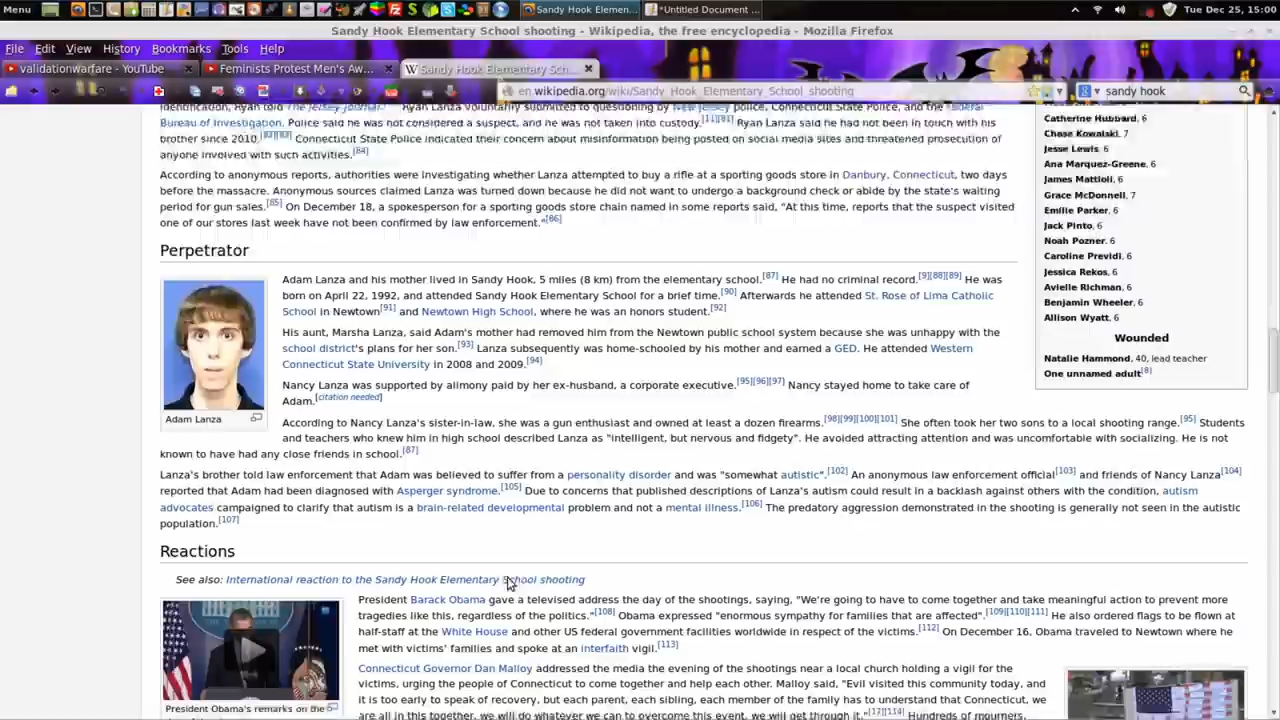 Menu
Sandy Hook Elemen...
*Untitled Document ...
Tue Dec 25, 15:00
Sandy Hook Elementary School shooting - Wikipedia, the free encyclopedia - Mozilla Firefox
File Edit View History Bookmarks Tools Help
validationwarfare - YouTube
Feminists Protest Men's Aw...
Sandy Hook Elementary Sch...
en.wikipedia.org/wiki/Sandy_Hook_Elementary_School_shooting
sandy hook
identification, Ryan told The Jersey Journal. Ryan Lanza voluntarily submitted to questioning by New Jersey police, Connecticut State Police, and the Federal
Bureau of Investigation. Police said he was not considered a suspect, and he was not taken into custody.[11][81] Ryan Lanza said he had not been in touch with his
brother since 2010. Connecticut State Police indicated their concern about misinformation being posted on social media sites and threatened prosecution of
anyone involved with such activities.[84]
According to anonymous reports, authorities were investigating whether Lanza attempted to buy a rifle at a sporting goods store in Danbury, Connecticut, two days
before the massacre. Anonymous sources claimed Lanza was turned down because he did not want to undergo a background check or abide by the state's waiting
period for gun sales.[85] On December 18, a spokesperson for a sporting goods store chain named in some reports said, "At this time, reports that the suspect visited
one of our stores last week have not been confirmed by law enforcement."[86]
Perpetrator
Adam Lanza
Adam Lanza and his mother lived in Sandy Hook, 5 miles (8 km) from the elementary school.[87] He had no criminal record.[9][88][89] He was
born on April 22, 1992, and attended Sandy Hook Elementary School for a brief time.[90] Afterwards he attended St. Rose of Lima Catholic
School in Newtown[91] and Newtown High School, where he was an honors student.[92]
His aunt, Marsha Lanza, said Adam's mother had removed him from the Newtown public school system because she was unhappy with the
school district's plans for her son.[93] Lanza subsequently was home-schooled by his mother and earned a GED. He attended Western
Connecticut State University in 2008 and 2009.[94]
Nancy Lanza was supported by alimony paid by her ex-husband, a corporate executive.[95][96][97] Nancy stayed home to take care of
Adam.[citation needed]
According to Nancy Lanza's sister-in-law, she was a gun enthusiast and owned at least a dozen firearms.[98][99][100][101] She often took her two sons to a local shooting range.[95] Students
and teachers who knew him in high school described Lanza as "intelligent, but nervous and fidgety". He avoided attracting attention and was uncomfortable with socializing. He is not
known to have had any close friends in school.[87]
Lanza's brother told law enforcement that Adam was believed to suffer from a personality disorder and was "somewhat autistic".[102] An anonymous law enforcement official[103] and friends of Nancy Lanza[104]
reported that Adam had been diagnosed with Asperger syndrome.[105] Due to concerns that published descriptions of Lanza's autism could result in a backlash against others with the condition, autism
advocates campaigned to clarify that autism is a brain-related developmental problem and not a mental illness.[106] The predatory aggression demonstrated in the shooting is generally not seen in the autistic
population.[107]
Reactions
See also: International reaction to the Sandy Hook Elementary School shooting
President Barack Obama gave a televised address the day of the shootings, saying, "We're going to have to come together and take meaningful action to prevent more
tragedies like this, regardless of the politics."[108] Obama expressed "enormous sympathy for families that are affected".[109][110][111] He also ordered flags to be flown at
half-staff at the White House and other US federal government facilities worldwide in respect of the victims.[112] On December 16, Obama traveled to Newtown where he
met with victims' families and spoke at an interfaith vigil.[113]
President Obama's remarks on the
Connecticut Governor Dan Malloy addressed the media the evening of the shootings near a local church holding a vigil for the
victims, urging the people of Connecticut to come together and help each other. Malloy said, "Evil visited this community today, and
it is too early to speak of recovery, but each parent, each sibling, each member of the family has to understand that Connecticut, we
are all in this together, we will do whatever we can to overcome this event, we will get through it."[17][114] Hundreds of mourners,
Catherine Hubbard, 6
Chase Kowalski, 7
Jesse Lewis, 6
Ana Marquez-Greene, 6
James Mattioli, 6
Grace McDonnell, 7
Emilie Parker, 6
Jack Pinto, 6
Noah Pozner, 6
Caroline Previdi, 6
Jessica Rekos, 6
Avielle Richman, 6
Benjamin Wheeler, 6
Allison Wyatt, 6
Wounded
Natalie Hammond, 40, lead teacher
One unnamed adult[8]